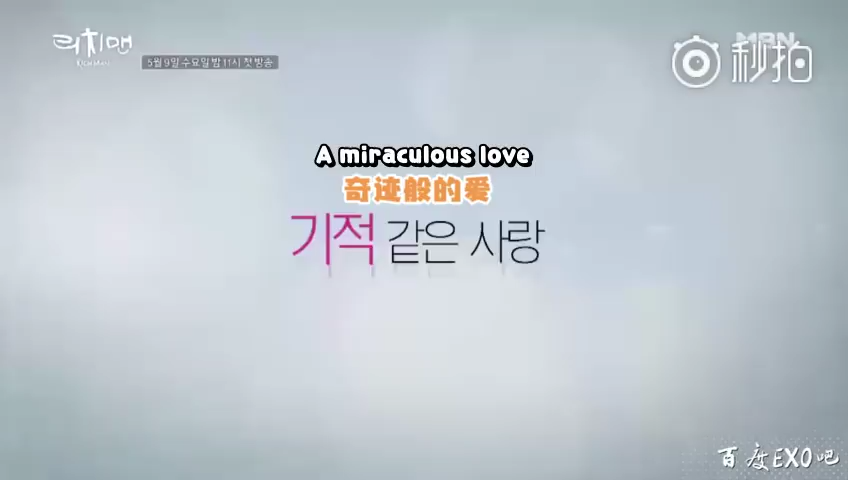 리치맨
RICH MAN
5월 9일 수요일 밤 11시 첫 방송
MBN
秒拍
A miraculous love
奇迹般的爱
기적 같은 사랑
百度EXO吧